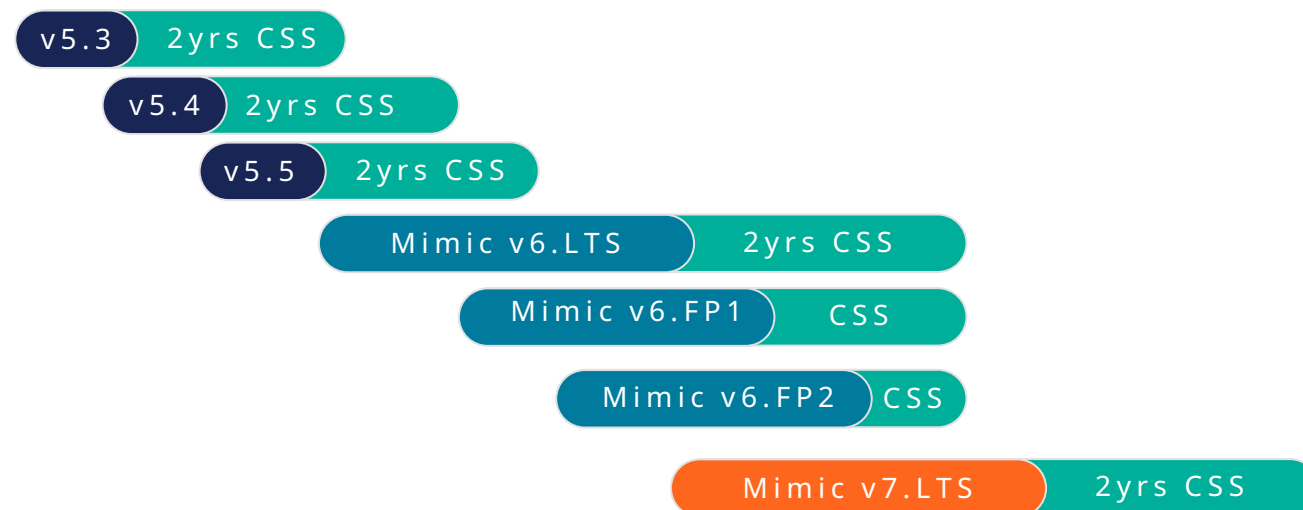 v5.3 2yrs CSS
v5.4 2yrs CSS
v5.5 2yrs CSS
Mimic v6.LTS 2yrs CSS
Mimic v6.FP1 CSS
Mimic v6.FP2 CSS
Mimic v7.LTS 2yrs CSS